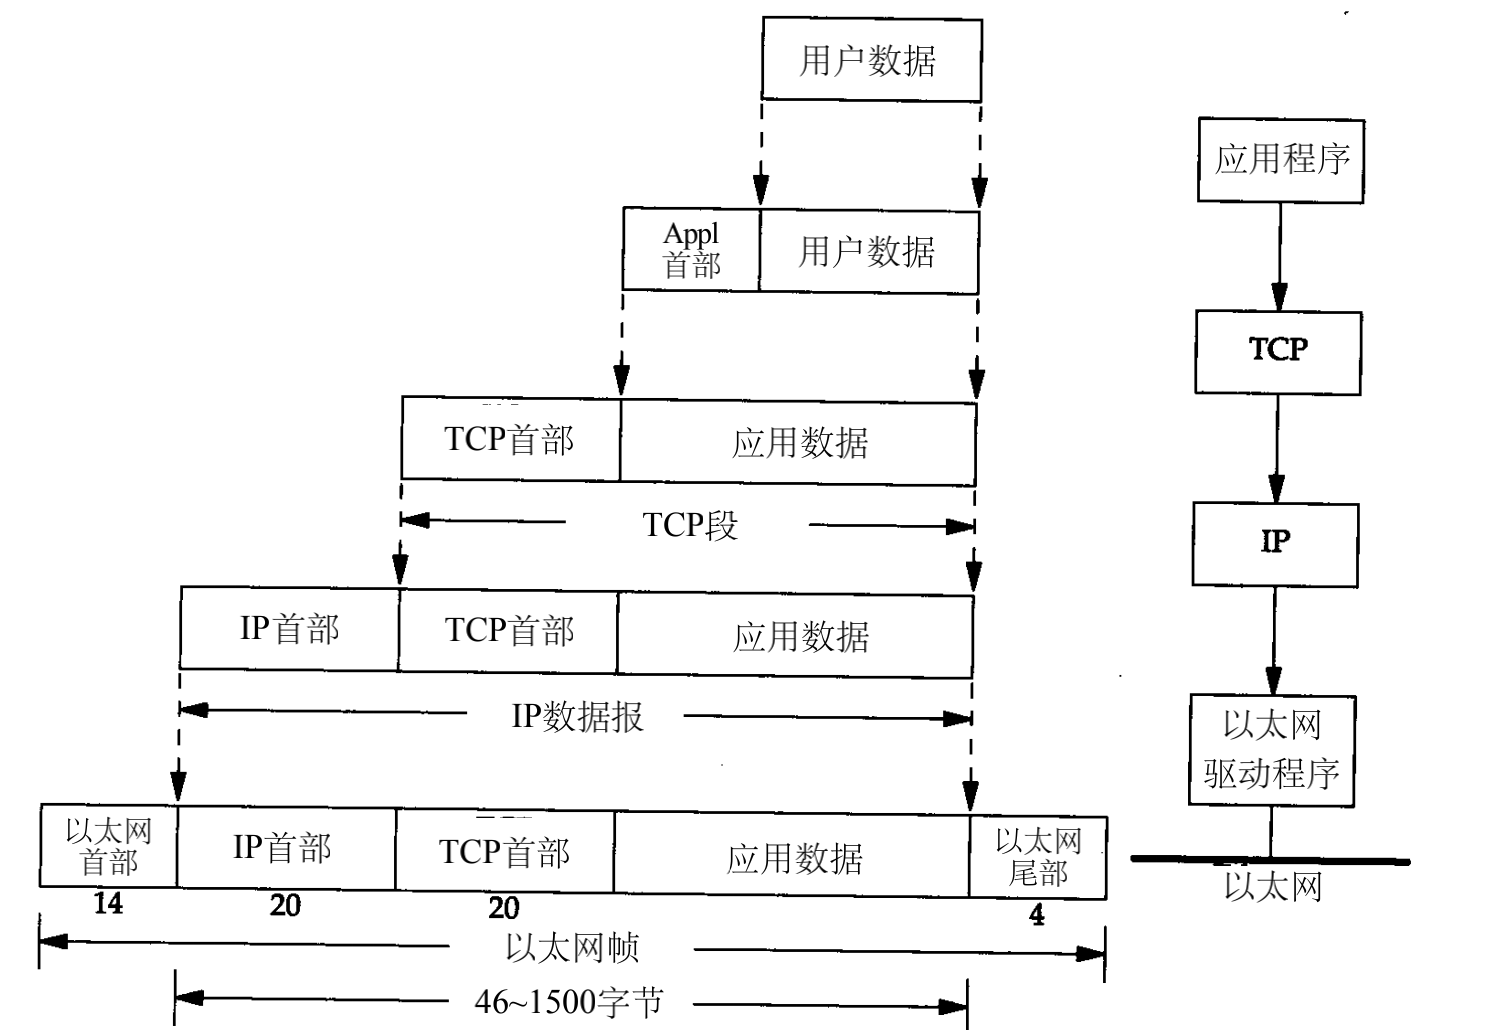 用户数据
应用程序
Appl
首部
用户数据
TCP
TCP首部
应用数据
TCP段
IP
IP首部
TCP首部
应用数据
IP数据报
以太网
驱动程序
以太网
首部
IP首部
TCP首部
应用数据
以太网
尾部
以太网
14
20
20
4
以太网帧
46~1500字节